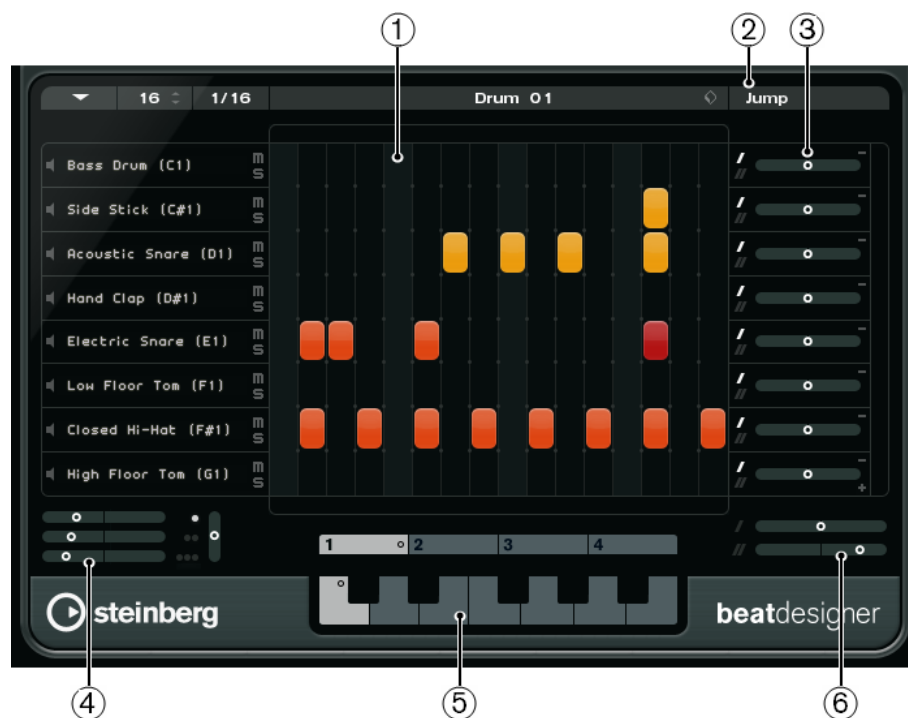 ① ② ③
16 1/16 Drum 01 Jump
Bass Drum (C1) m S
Side Stick (C#1) m S
Acoustic Snare (D1) m S
Hand Clap (D#1) m S
Electric Snare (E1) m S
Low Floor Tom (F1) m S
Closed Hi-Hat (F#1) m S
High Floor Tom (G1) m S
1 2 3 4
steinberg beatdesigner
④ ⑤ ⑥